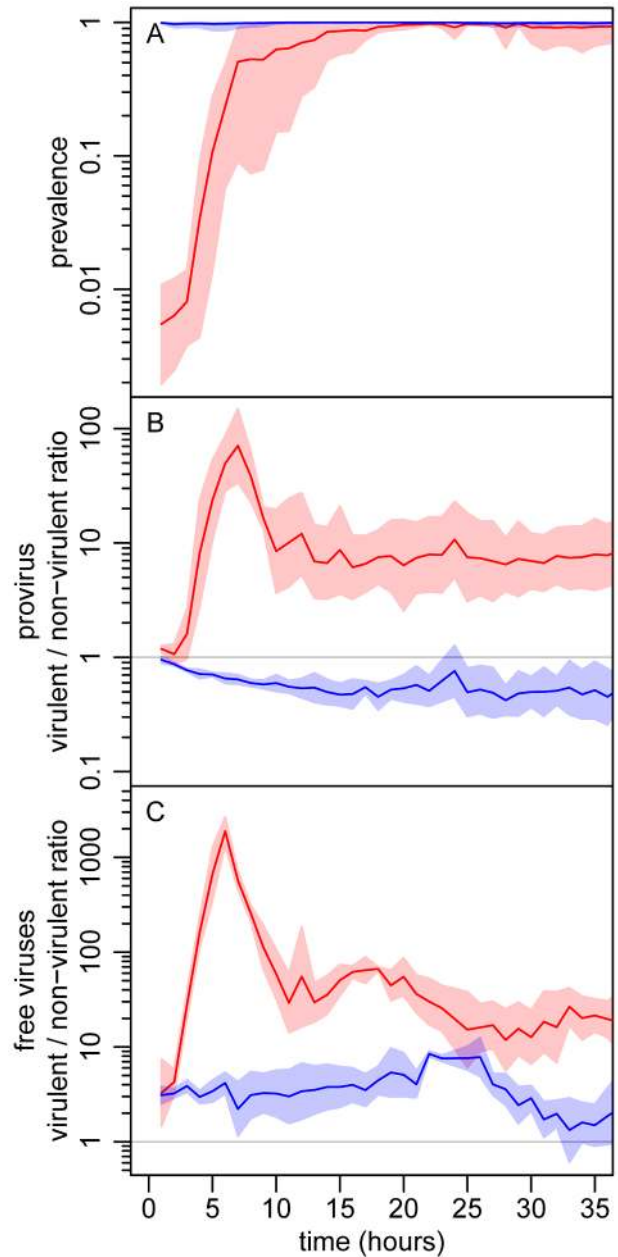 A
1
0.1
0.01
prevalence
B
100
10
1
0.1
provirus
virulent / non−virulent ratio
C
1000
100
10
1
free viruses
virulent / non−virulent ratio
0 5 10 15 20 25 30 35
time (hours)